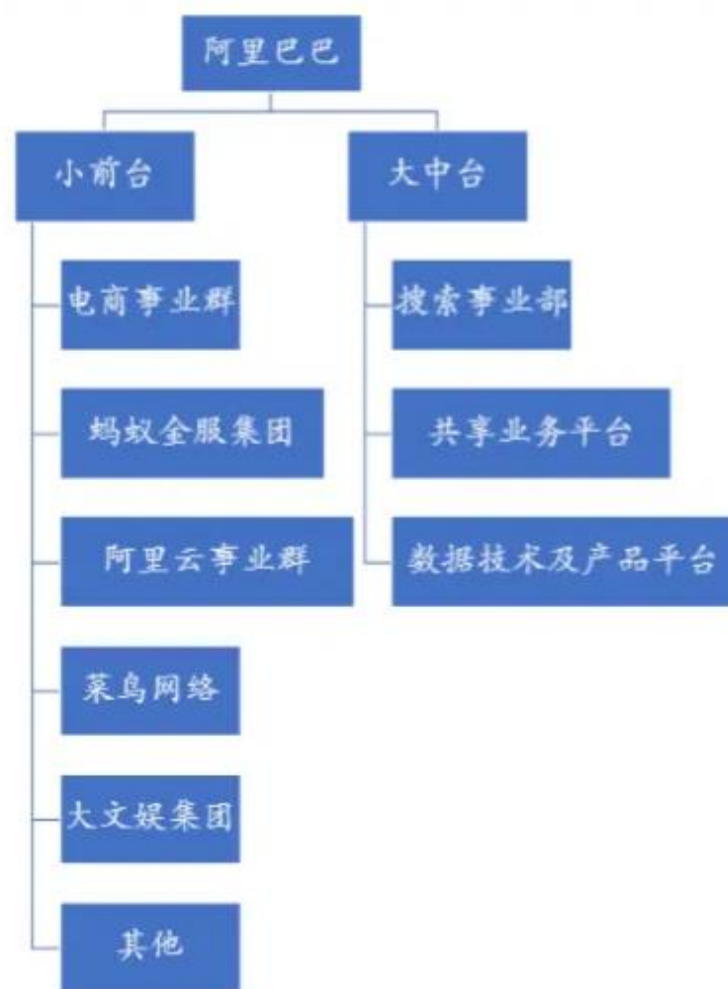 阿里巴巴
小前台
大中台
电商事业群
搜索事业部
蚂蚁金服集团
共享业务平台
阿里云事业群
数据技术及产品平台
菜鸟网络
大文娱集团
其他